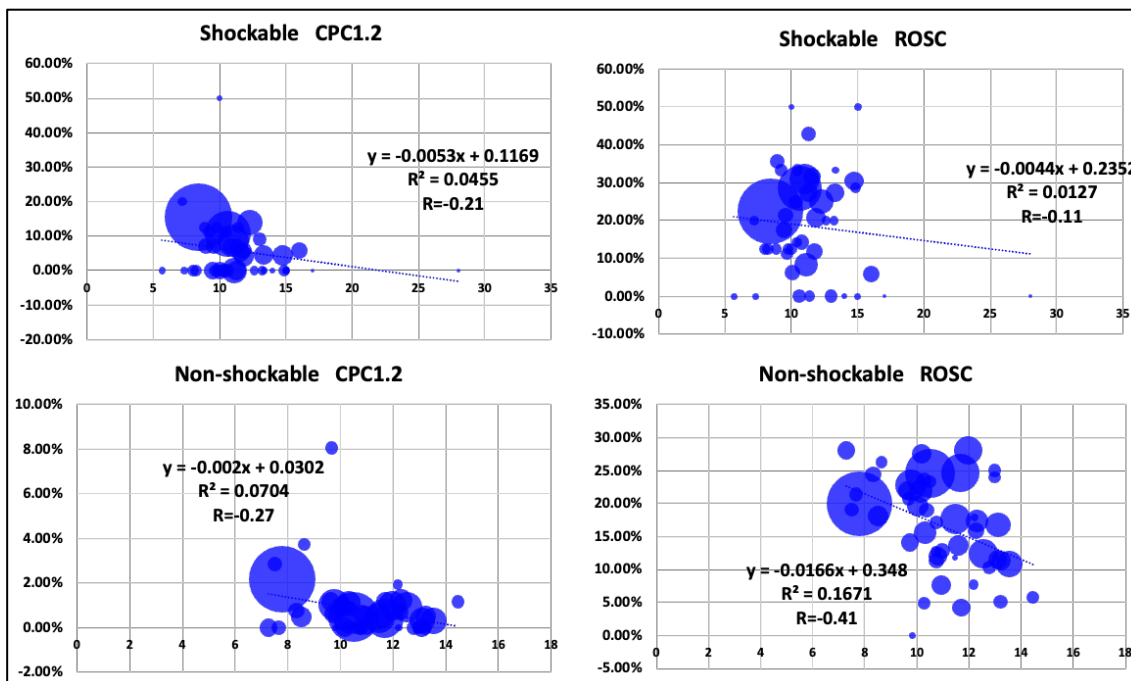 Shockable CPC1.2
60.00%
50.00%
40.00%
30.00%
20.00%
10.00%
0.00%
-10.00%
-20.00%
0 5 10 15 20 25 30 35
y = -0.0053x + 0.1169
R² = 0.0455
R=-0.21
Shockable ROSC
60.00%
50.00%
40.00%
30.00%
20.00%
10.00%
0.00%
-10.00%
0 5 10 15 20 25 30 35
y = -0.0044x + 0.2352
R² = 0.0127
R=-0.11
Non-shockable CPC1.2
10.00%
8.00%
6.00%
4.00%
2.00%
0.00%
-2.00%
0 2 4 6 8 10 12 14 16 18
y = -0.002x + 0.0302
R² = 0.0704
R=-0.27
Non-shockable ROSC
35.00%
30.00%
25.00%
20.00%
15.00%
10.00%
5.00%
0.00%
-5.00%
0 2 4 6 8 10 12 14 16 18
y = -0.0166x + 0.348
R² = 0.1671
R=-0.41